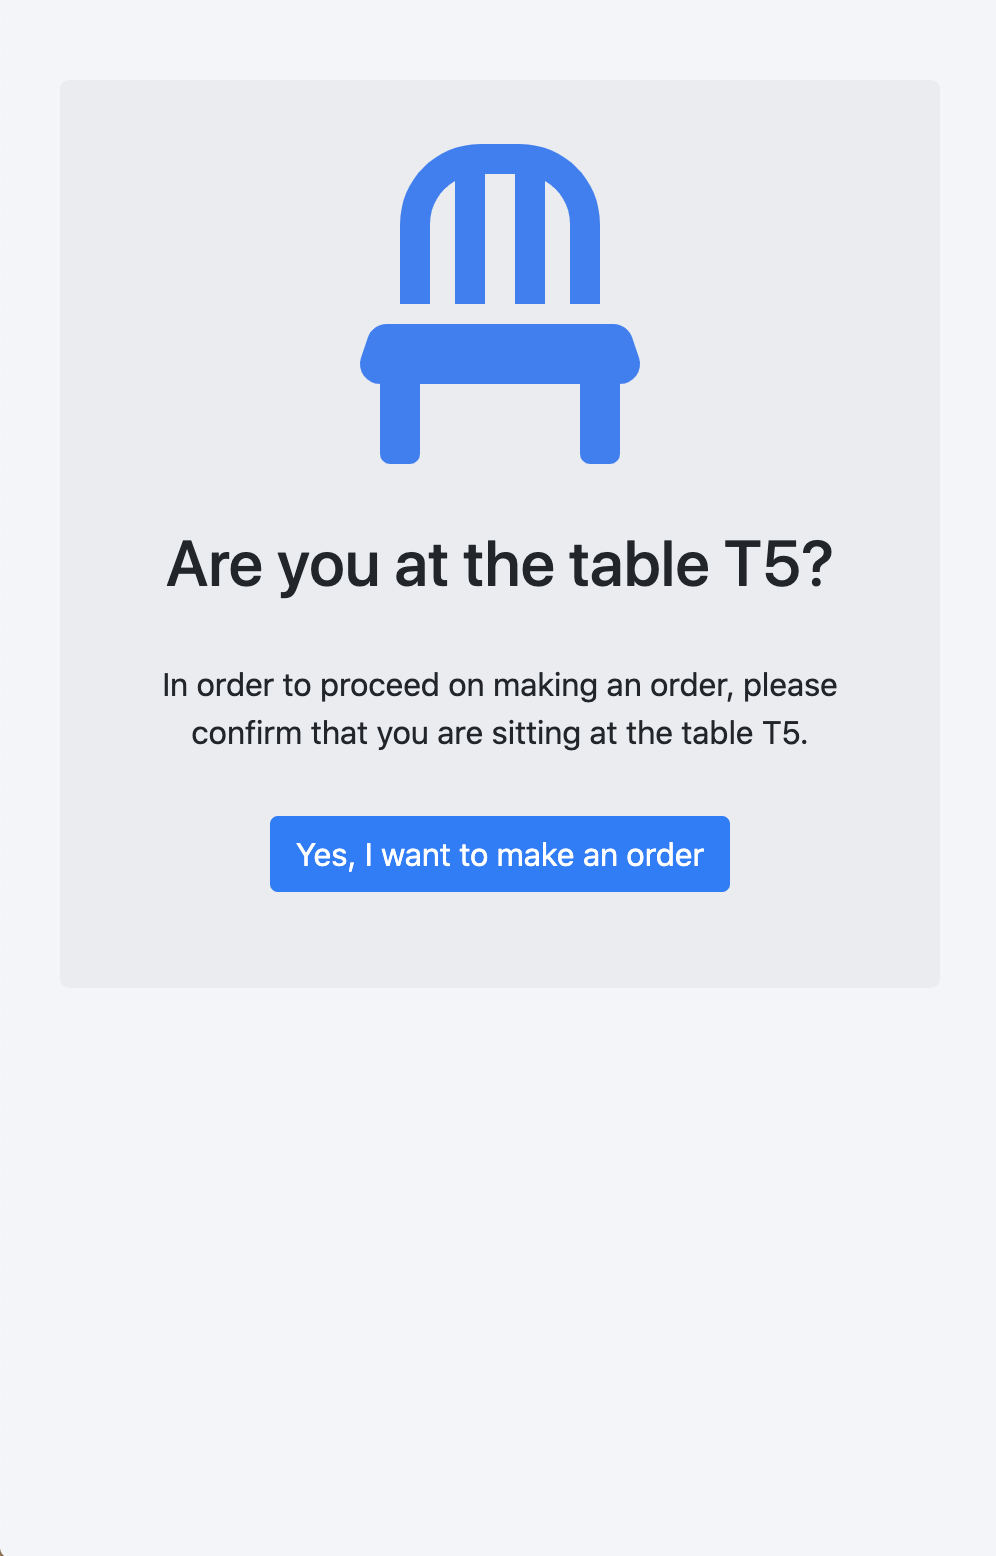 Are you at the table T5?
In order to proceed on making an order, please
confirm that you are sitting at the table T5.
Yes, I want to make an order